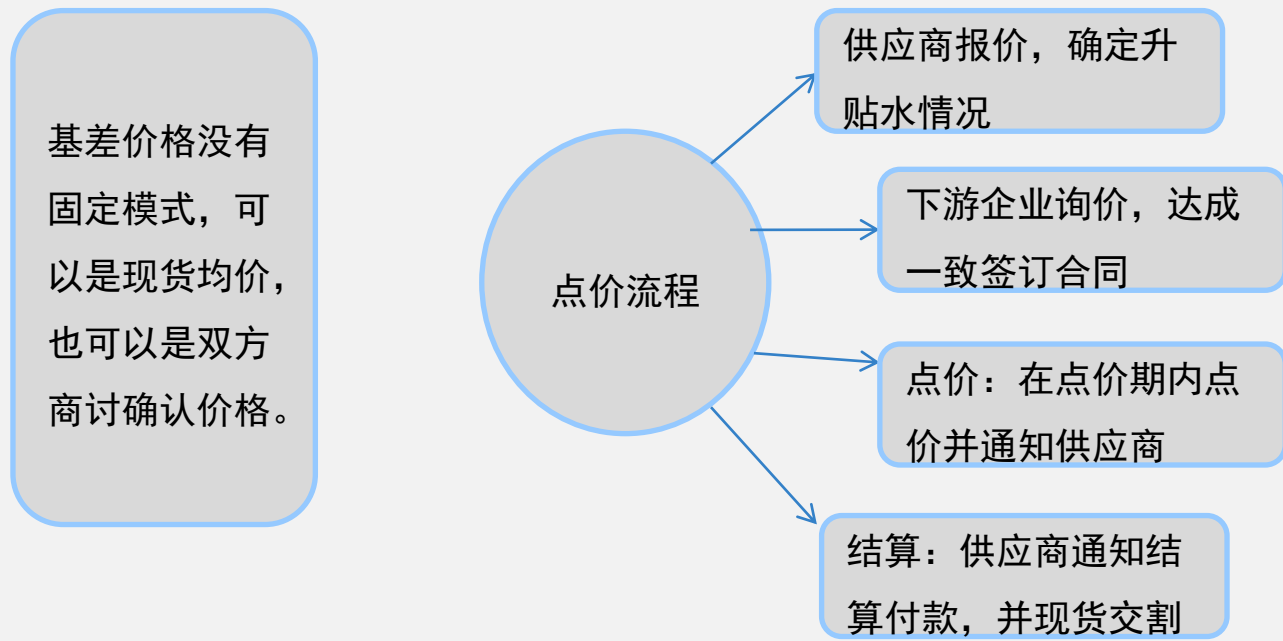 基差价格没有
固定模式，可
以是现货均价，
也可以是双方
商讨确认价格。
点价流程
供应商报价，确定升
贴水情况
下游企业询价，达成
一致签订合同
点价：在点价期内点
价并通知供应商
结算：供应商通知结
算付款，并现货交割